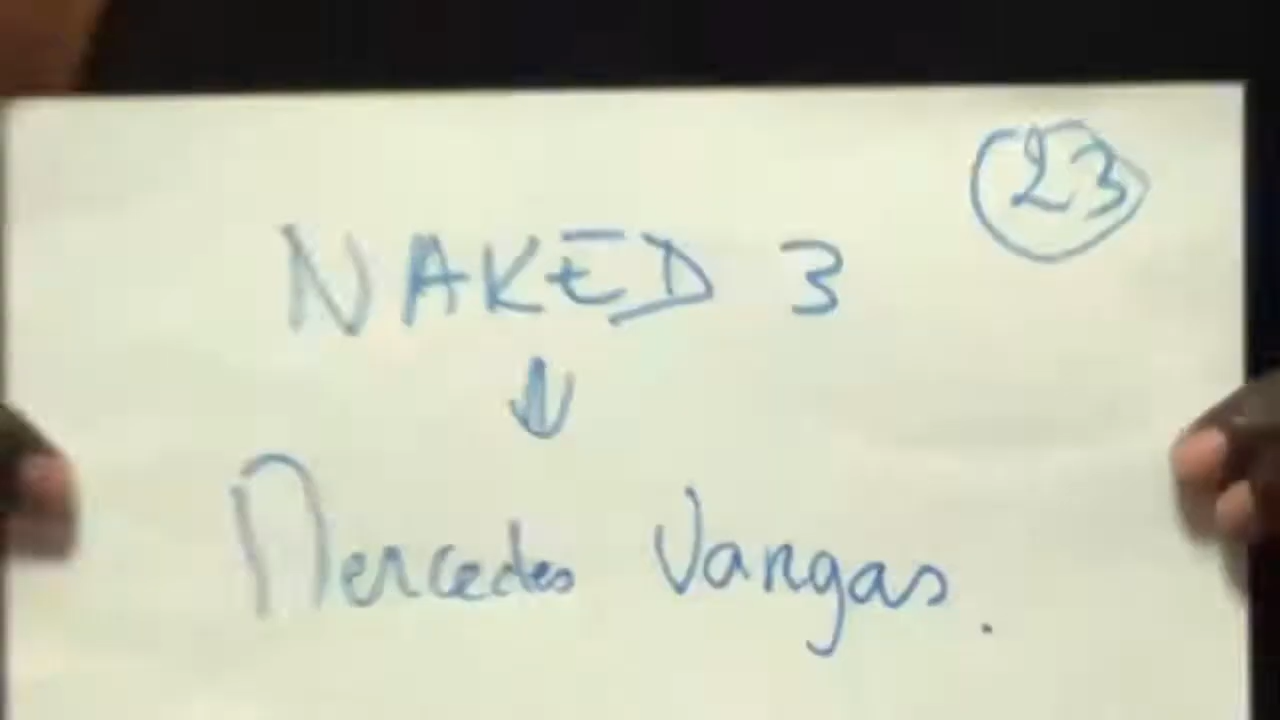 23
NAKED 3
↓
Mercedes Vargas.